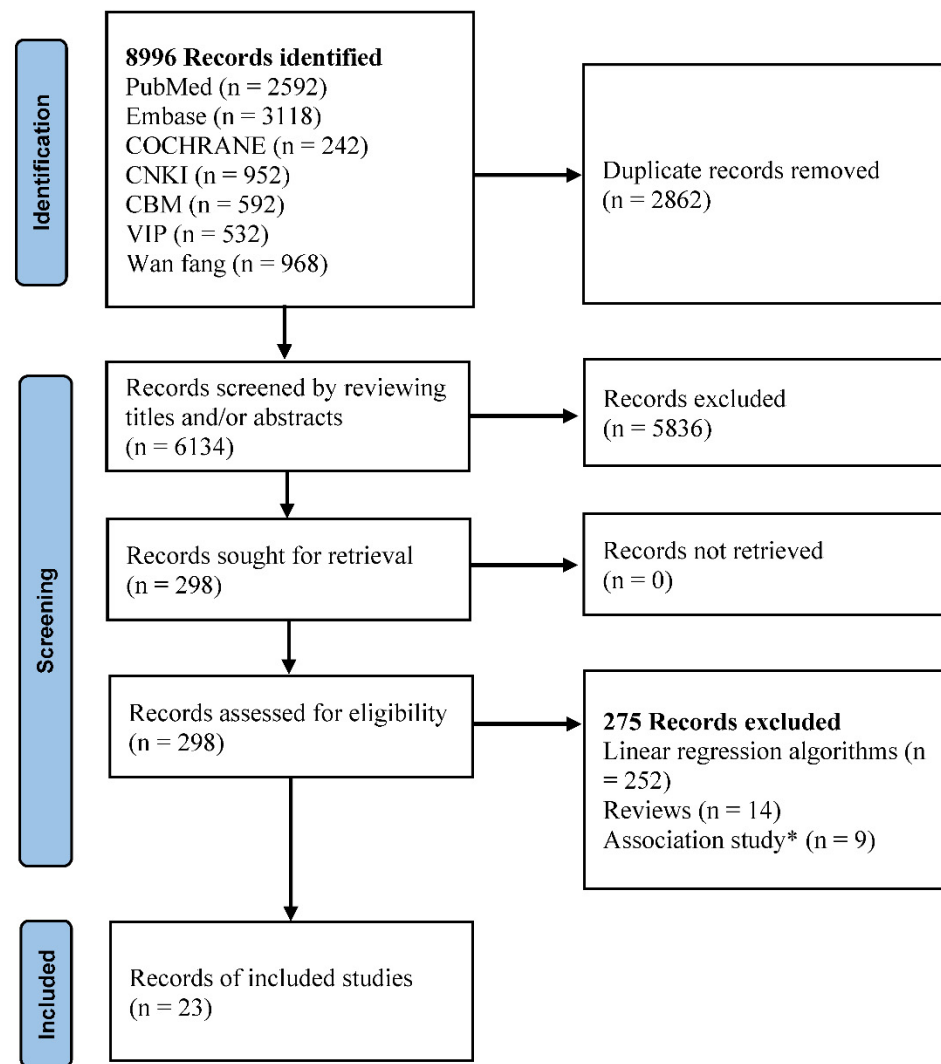 Identification
8996 Records identified
PubMed (n = 2592)
Embase (n = 3118)
COCHRANE (n = 242)
CNKI (n = 952)
CBM (n = 592)
VIP (n = 532)
Wan fang (n = 968)
Duplicate records removed
(n = 2862)
Screening
Records screened by reviewing
titles and/or abstracts
(n = 6134)
Records excluded
(n = 5836)
Records sought for retrieval
(n = 298)
Records not retrieved
(n = 0)
Records assessed for eligibility
(n = 298)
275 Records excluded
Linear regression algorithms (n
= 252)
Reviews (n = 14)
Association study* (n = 9)
Included
Records of included studies
(n = 23)